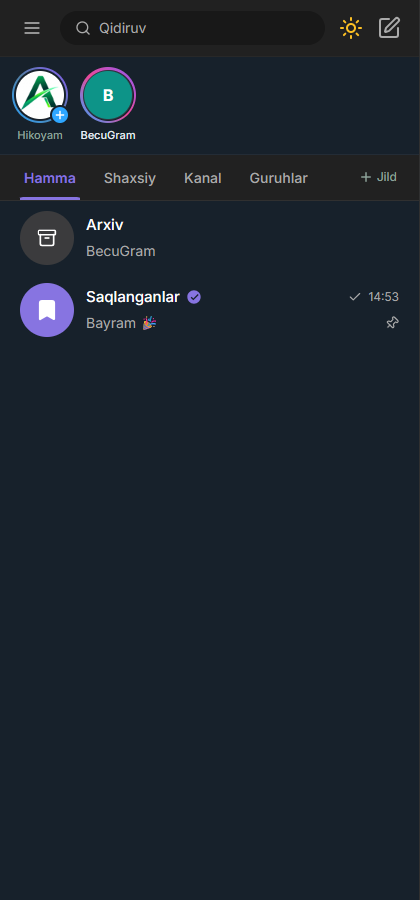 Qidiruv
B
Hikoyam
BecuGram
Hamma Shaxsiy Kanal Guruhlar + Jild
Arxiv
BecuGram
Saqlanganlar 14:53
Bayram 🎉